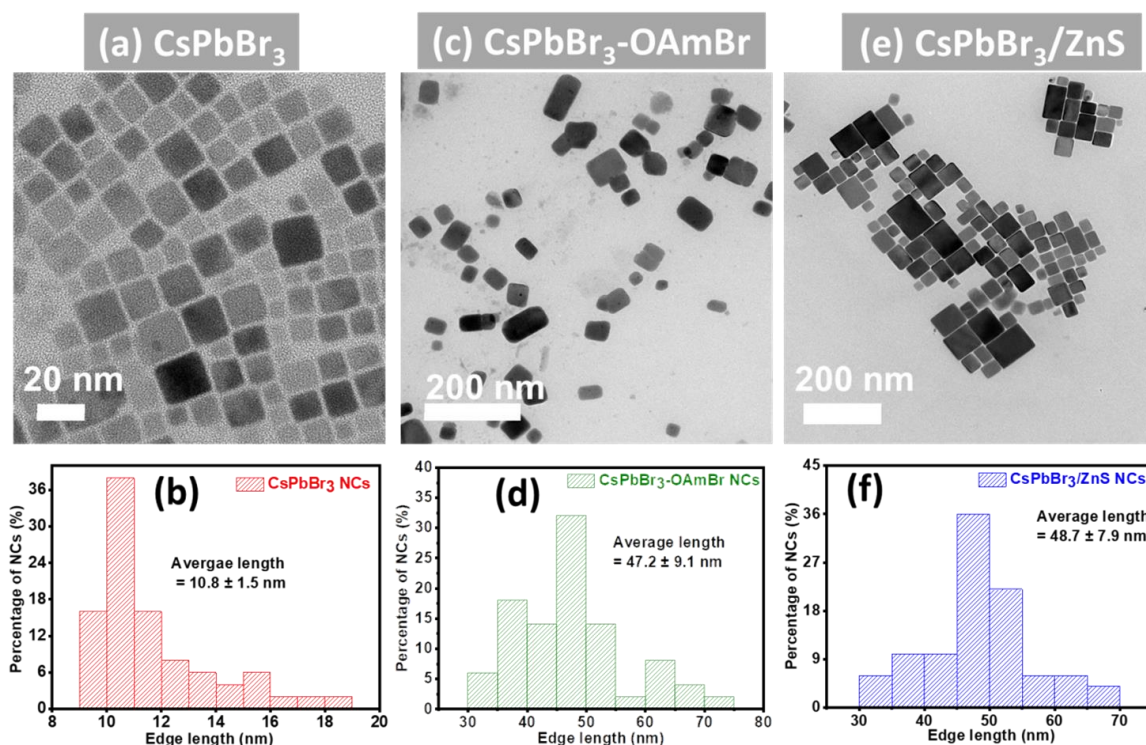 (a) CsPbBr₃
(c) CsPbBr₃-OAmBr
(e) CsPbBr₃/ZnS
20 nm
200 nm
200 nm
(b)
CsPbBr₃ NCs
Avergae length
= 10.8 ± 1.5 nm
Percentage of NCs (%)
36
30
24
18
12
6
0
8
10
12
14
16
18
20
Edge length (nm)
(d)
CsPbBr₃-OAmBr NCs
Average length
= 47.2 ± 9.1 nm
Percentage of NCs (%)
40
35
30
25
20
15
10
5
0
30
40
50
60
70
80
Edge length (nm)
(f)
CsPbBr₃/ZnS NCs
Average length
= 48.7 ± 7.9 nm
Percentage of NCs (%)
45
36
27
18
9
0
30
40
50
60
70
Edge length (nm)